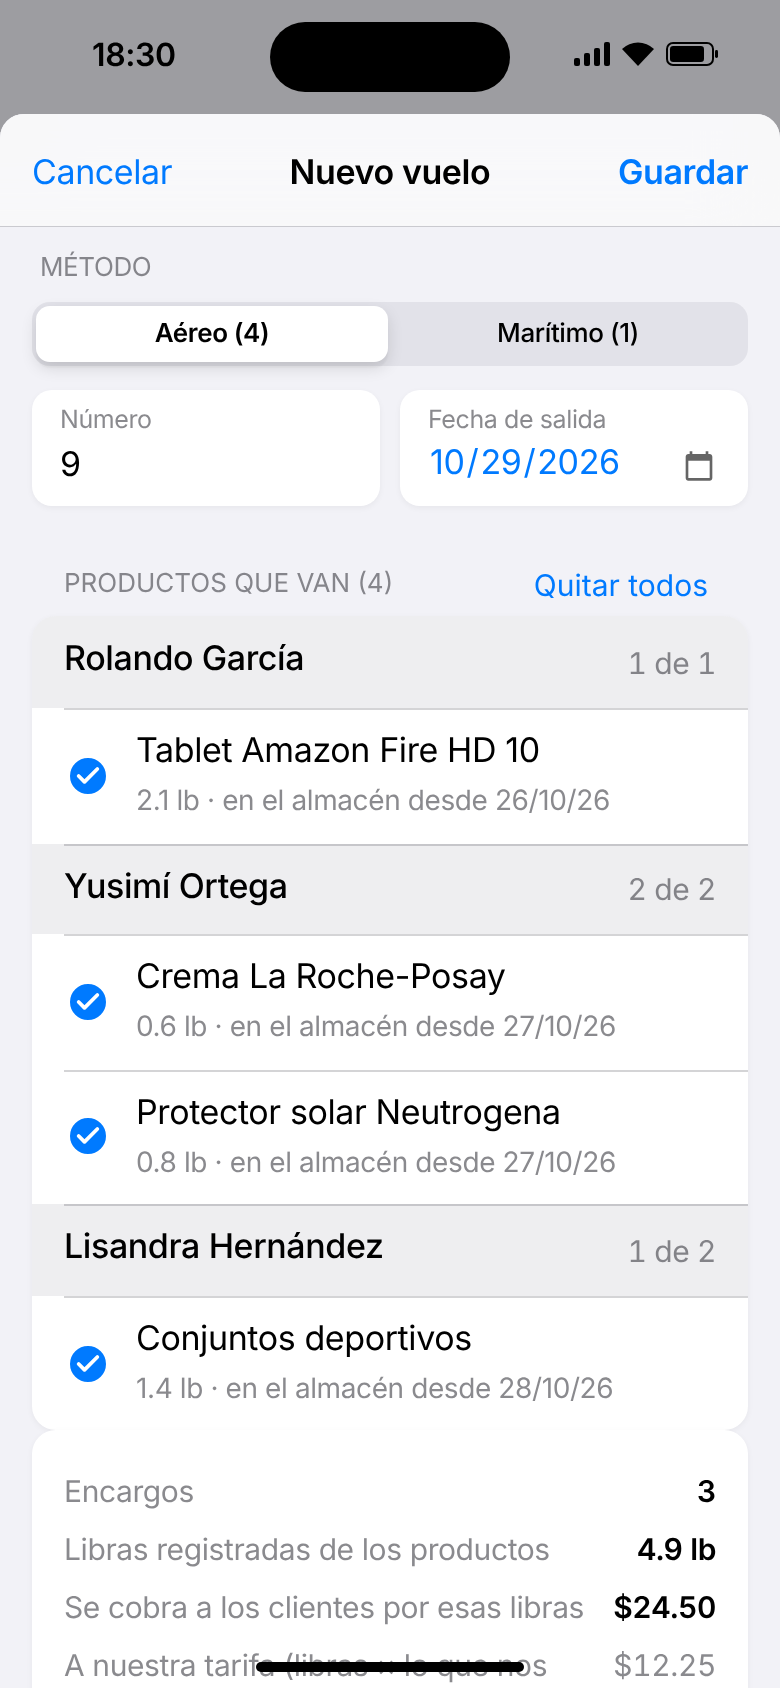 18:30
Cancelar
Nuevo vuelo
Guardar
MÉTODO
Aéreo (4)
Marítimo (1)
Número
9
Fecha de salida
10/29/2026
PRODUCTOS QUE VAN (4)
Quitar todos
Rolando García
1 de 1
Tablet Amazon Fire HD 10
2.1 lb · en el almacén desde 26/10/26
Yusimí Ortega
2 de 2
Crema La Roche-Posay
0.6 lb · en el almacén desde 27/10/26
Protector solar Neutrogena
0.8 lb · en el almacén desde 27/10/26
Lisandra Hernández
1 de 2
Conjuntos deportivos
1.4 lb · en el almacén desde 28/10/26
Encargos
3
Libras registradas de los productos
4.9 lb
Se cobra a los clientes por esas libras
$24.50
A nuestra tarifa (libras × lo que nos
$12.25